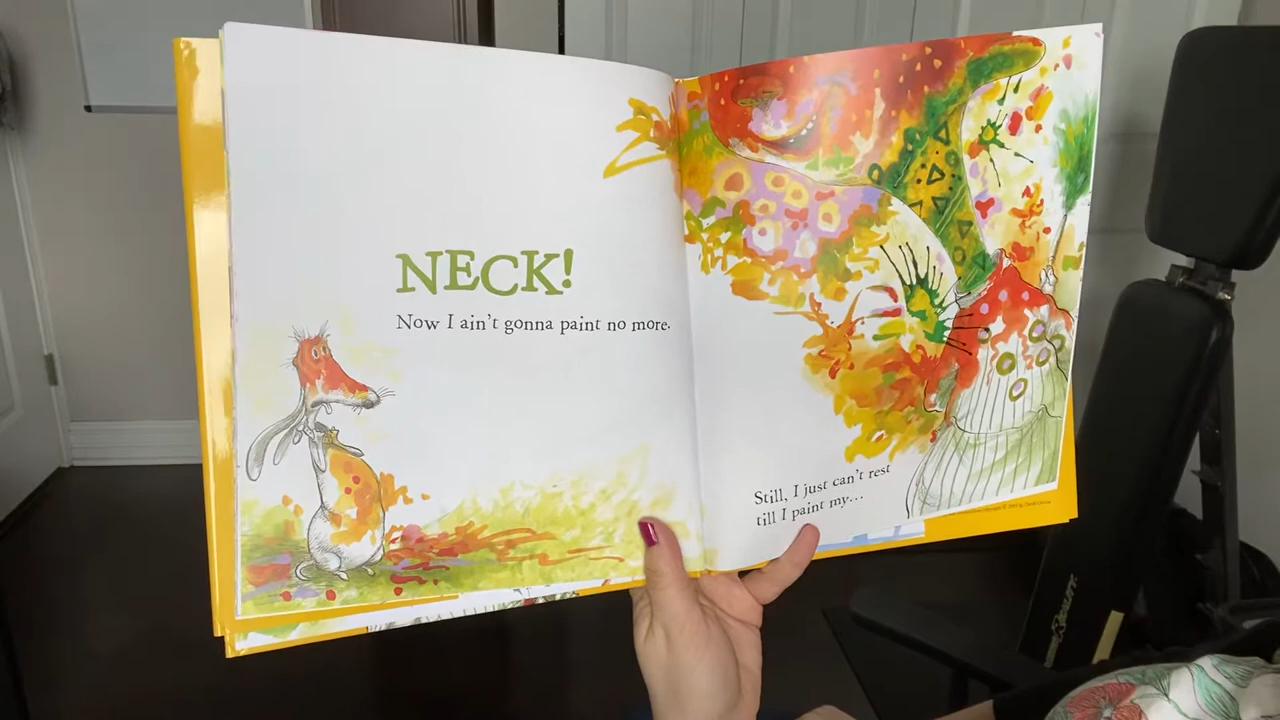 NECK!
Now I ain't gonna paint no more.
Still, I just can't rest
till I paint my...